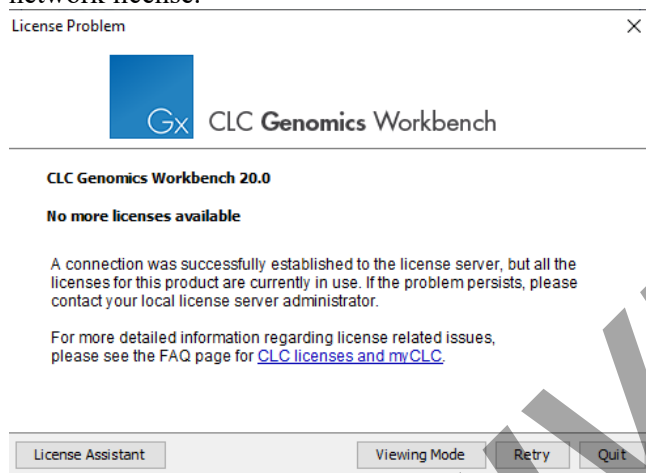 network license.
License Problem
Gx CLC Genomics Workbench
CLC Genomics Workbench 20.0
No more licenses available
A connection was successfully established to the license server, but all the
licenses for this product are currently in use. If the problem persists, please
contact your local license server administrator.
For more detailed information regarding license related issues,
please see the FAQ page for CLC licenses and myCLC.
License Assistant Viewing Mode Retry Quit